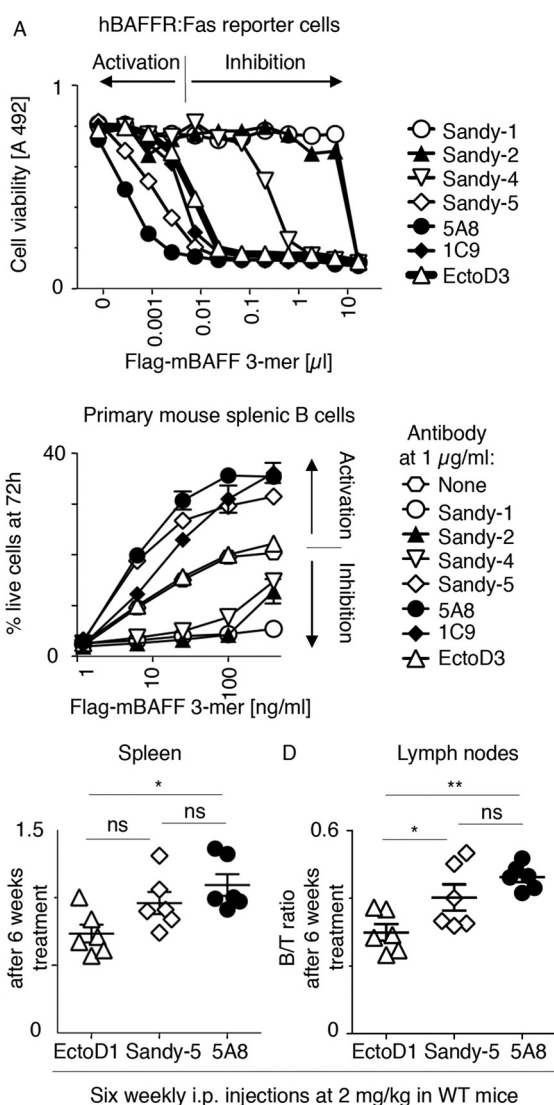 A
hBAFFR:Fas reporter cells
Activation
Inhibition
Cell viability [A 492]
1
0
0
0.001
0.01
0.1
1
10
Flag-mBAFF 3-mer [µl]
Sandy-1
Sandy-2
Sandy-4
Sandy-5
5A8
1C9
EctoD3
Primary mouse splenic B cells
% live cells at 72h
40
20
0
1
10
100
Flag-mBAFF 3-mer [ng/ml]
Activation
Inhibition
Antibody
at 1 µg/ml:
None
Sandy-1
Sandy-2
Sandy-4
Sandy-5
5A8
1C9
EctoD3
Spleen
*
ns
ns
1.5
0
after 6 weeks
treatment
EctoD1
Sandy-5
5A8
D
Lymph nodes
**
*
ns
0.6
0
B/T ratio
after 6 weeks
treatment
EctoD1
Sandy-5
5A8
Six weekly i.p. injections at 2 mg/kg in WT mice